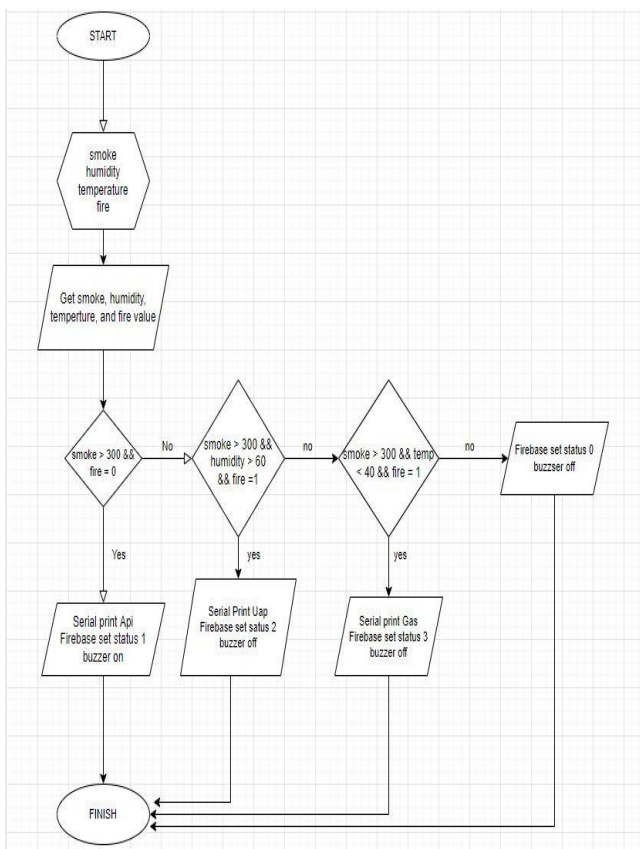 START
smoke
humidity
temperature
fire
Get smoke, humidity,
temperture, and fire value
smoke > 300 &&
fire = 0
No
smoke > 300 &&
humidity > 60
&& fire =1
no
smoke > 300 && temp
< 40 && fire = 1
no
Firebase set status 0
buzzser off
Yes
yes
yes
Serial print Api
Firebase set status 1
buzzer on
Serial Print Uap
Firebase set satus 2
buzzer off
Serial print Gas
Firebase set status 3
buzzer off
FINISH